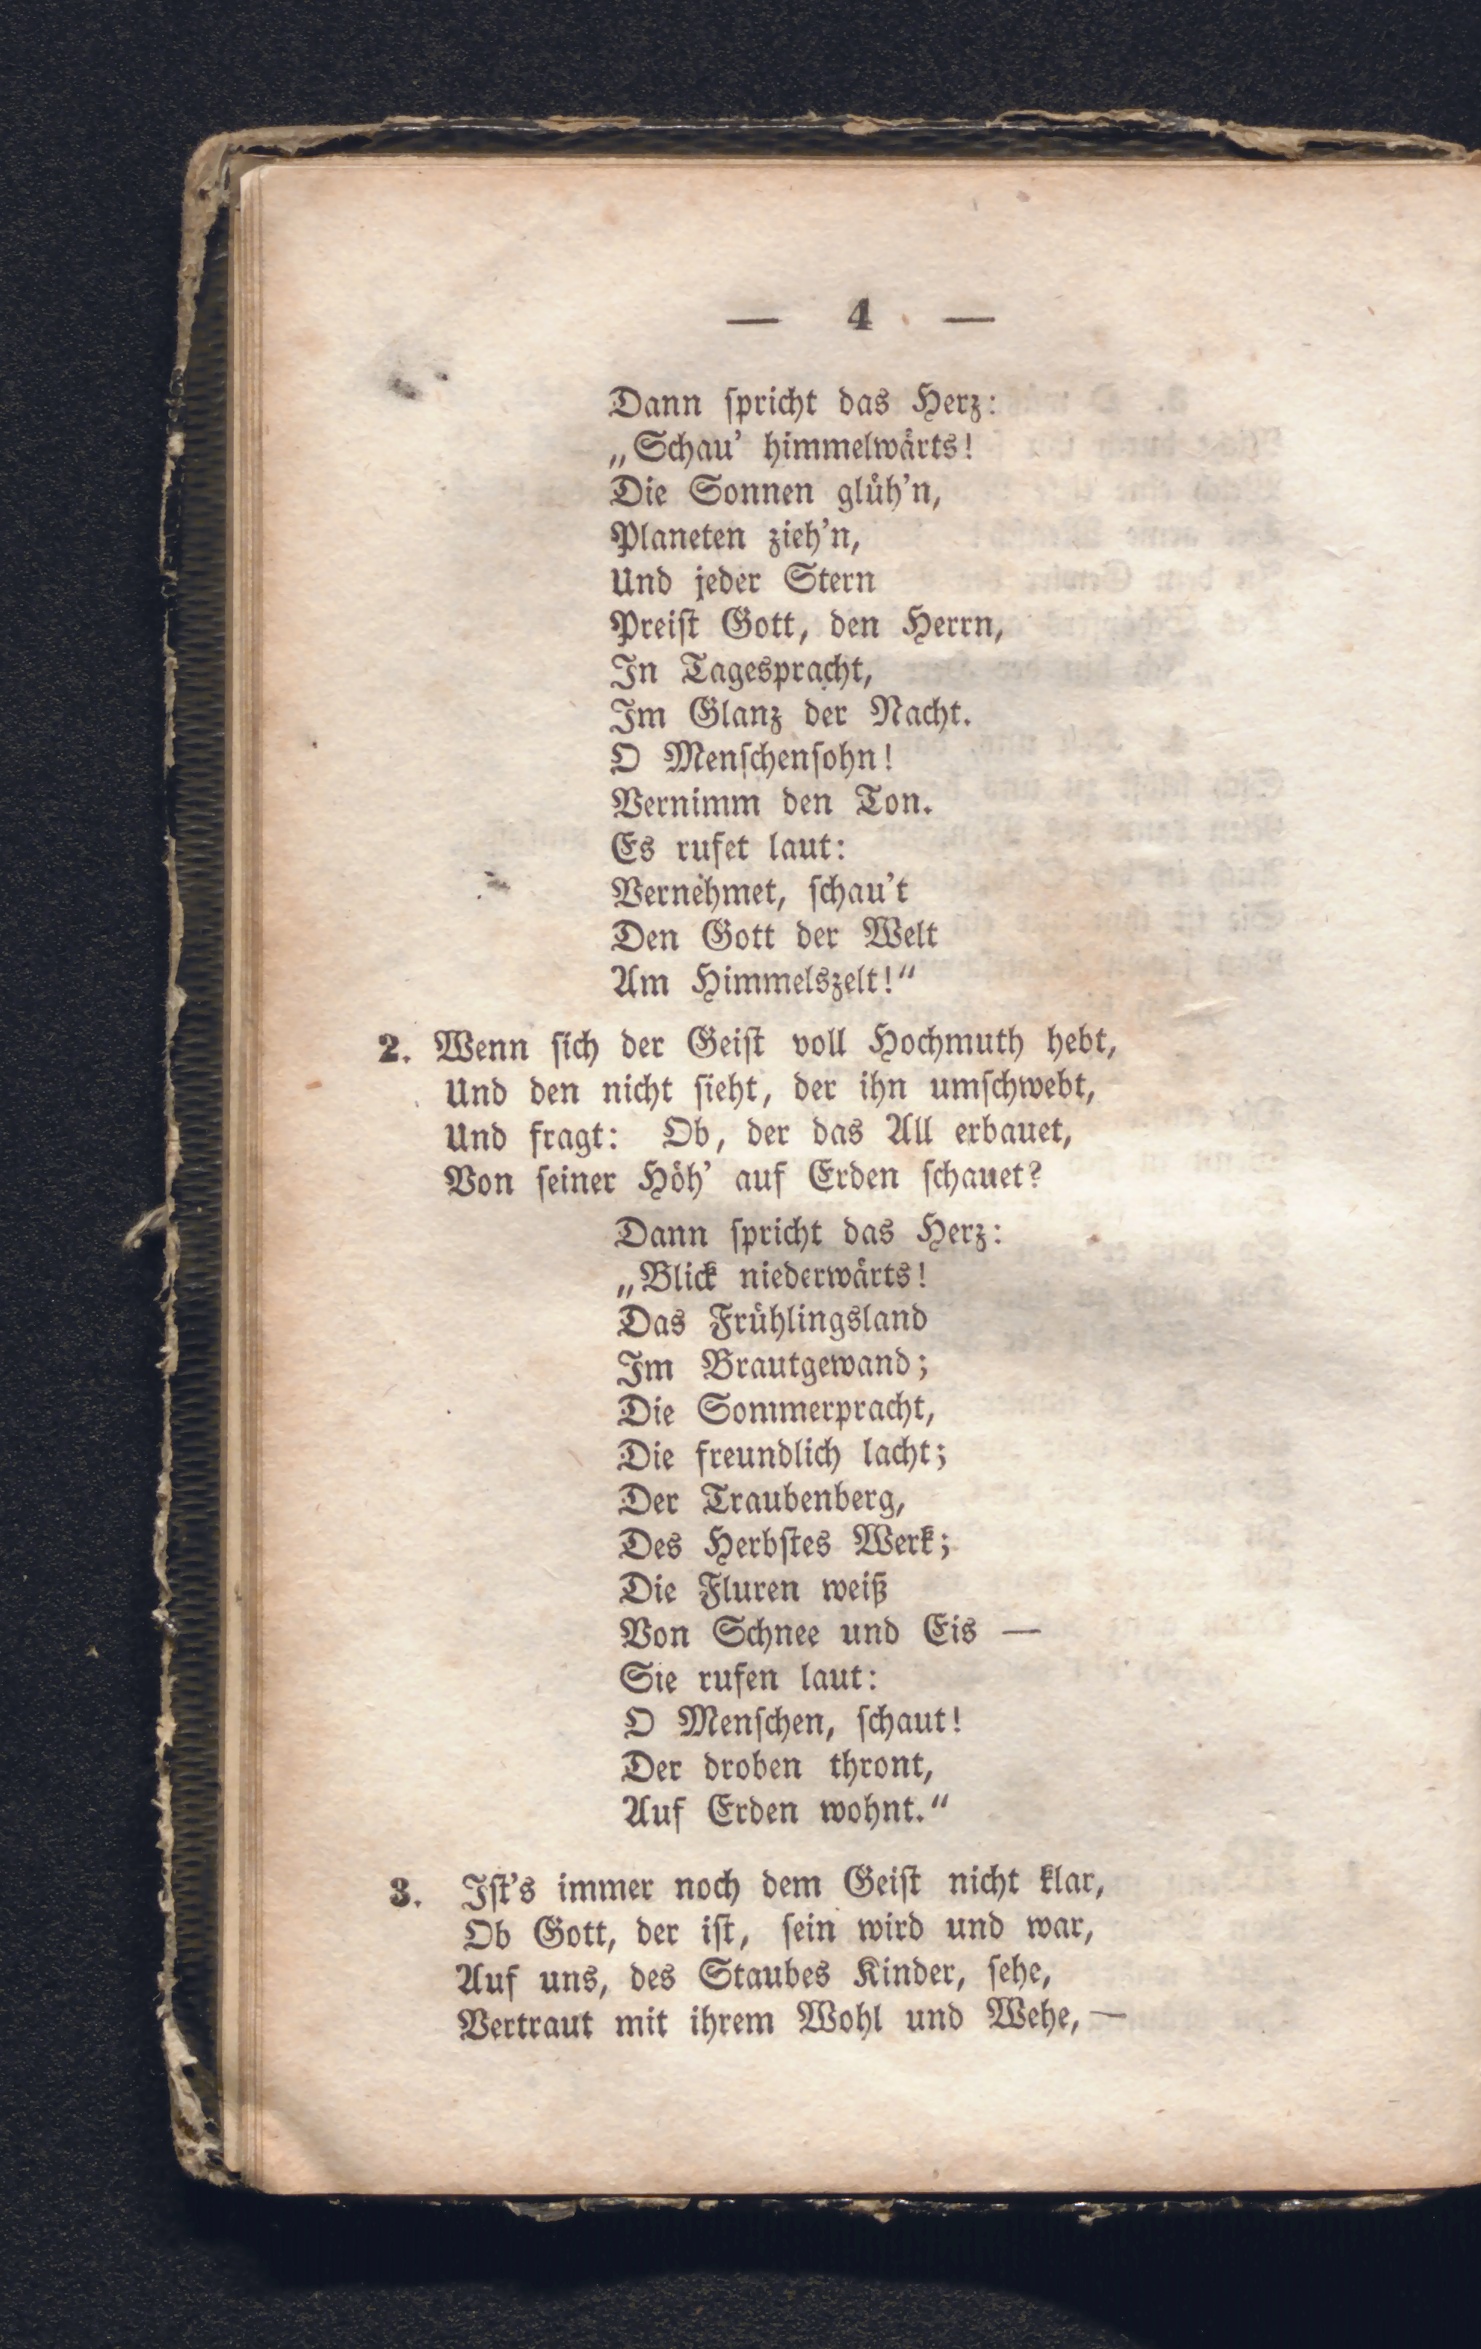 — 4 —
Dann spricht das Herz:
„Schau' himmelwärts!
Die Sonnen glüh'n,
Planeten zieh'n,
Und jeder Stern
Preist Gott, den Herrn,
In Tagespracht,
Im Glanz der Nacht.
O Menschensohn!
Vernimm den Ton.
Es rufet laut:
Vernehmet, schau't
Den Gott der Welt
Am Himmelszelt!“
2. Wenn sich der Geist voll Hochmuth hebt,
Und den nicht sieht, der ihn umschwebt,
Und fragt: Ob, der das All erbauet,
Von seiner Höh' auf Erden schauet?
Dann spricht das Herz:
„Blick niederwärts!
Das Frühlingsland
Im Brautgewand;
Die Sommerpracht,
Die freundlich lacht;
Der Traubenberg,
Des Herbstes Werk;
Die Fluren weiß
Von Schnee und Eis —
Sie rufen laut:
O Menschen, schaut!
Der droben thront,
Auf Erden wohnt.“
3. Ist's immer noch dem Geist nicht klar,
Ob Gott, der ist, sein wird und war,
Auf uns, des Staubes Kinder, sehe,
Vertraut mit ihrem Wohl und Wehe, —